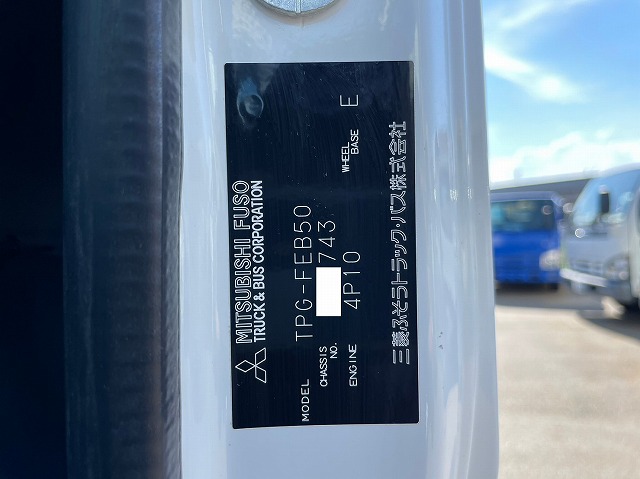 MITSUBISHI FUSO
TRUCK & BUS CORPORATION
MODEL TPG-FEB50
CHASSIS NO. 743
ENGINE 4P10
WHEEL BASE E
三菱ふそうトラック・バス株式会社